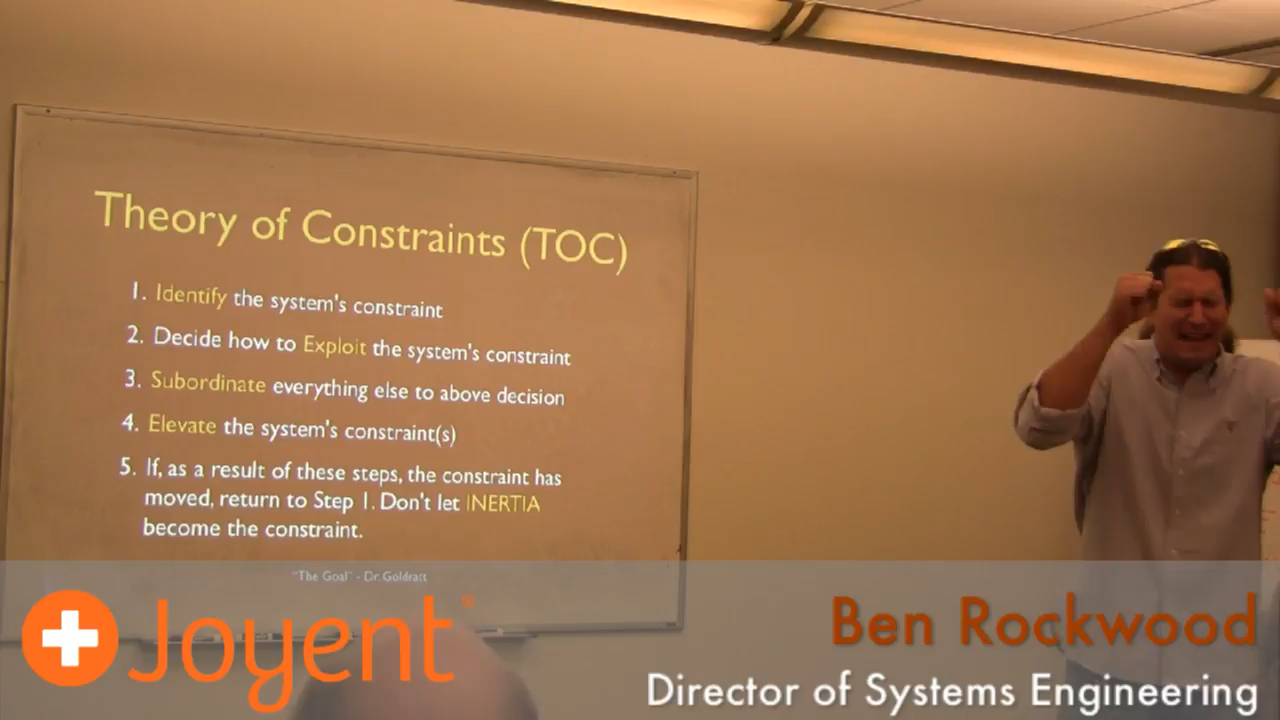 Theory of Constraints (TOC)
1. Identify the system's constraint
2. Decide how to Exploit the system's constraint
3. Subordinate everything else to above decision
4. Elevate the system's constraint(s)
5. If, as a result of these steps, the constraint has
moved, return to Step 1. Don't let INERTIA
become the constraint.
"The Goal" - Dr. Goldratt
Joyent®
Ben Rockwood
Director of Systems Engineering